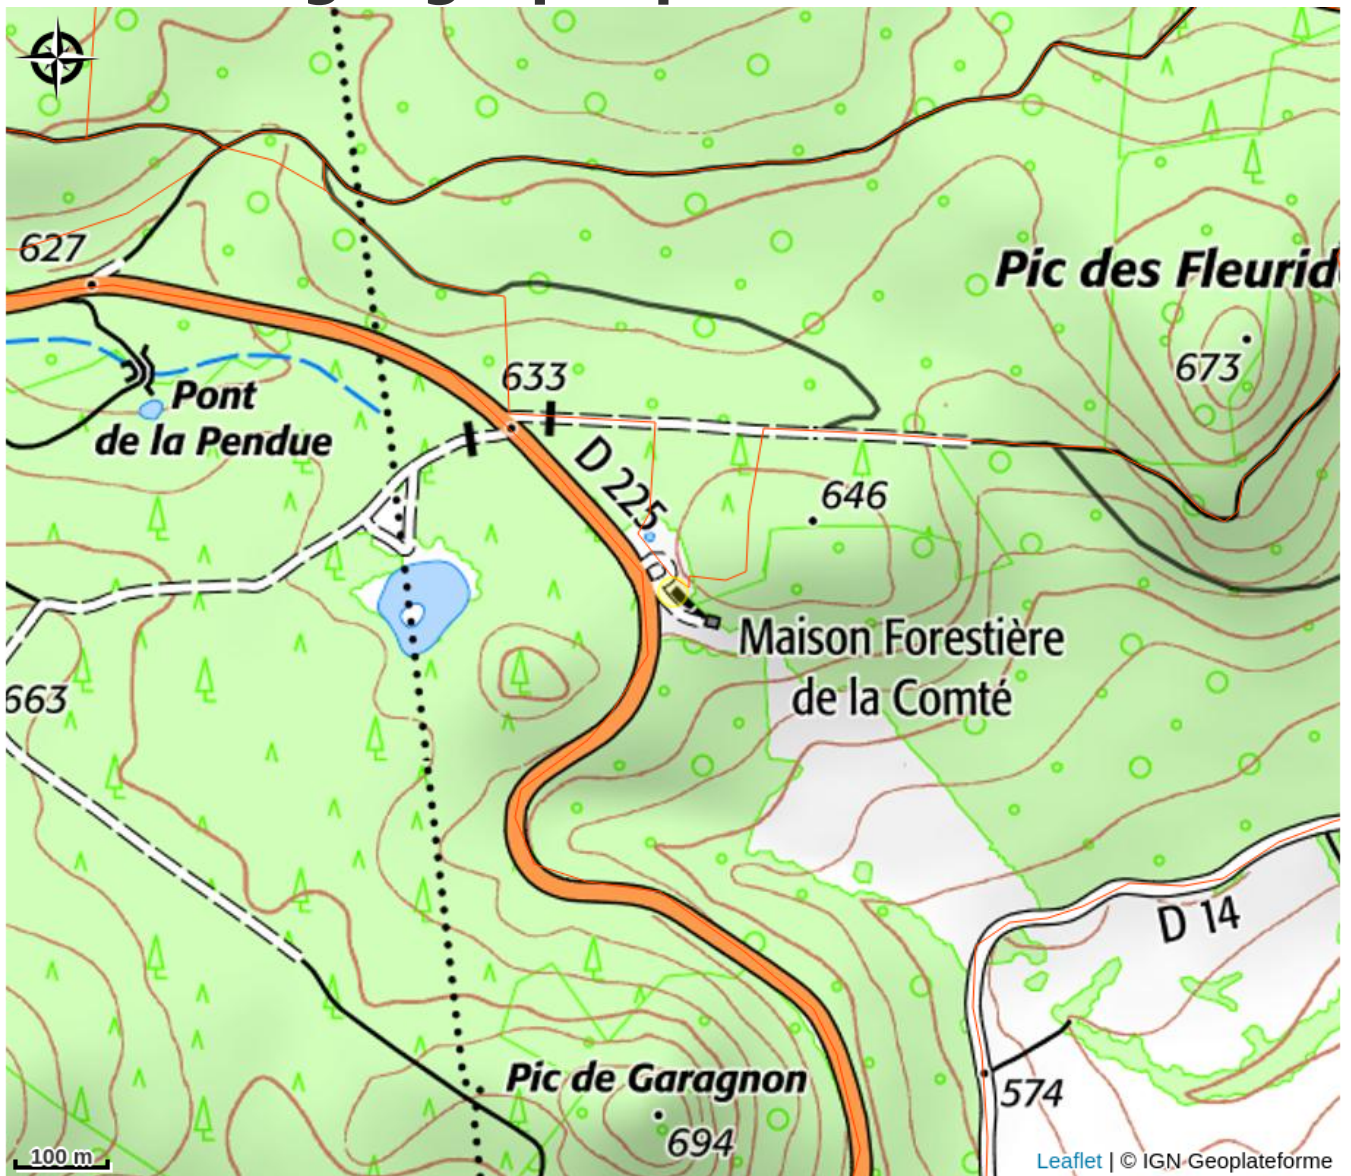 627
Pic des Fleurid
633
673
Pont
de la Pendue
D 225
646
Maison Forestière
de la Comté
663
D 14
Pic de Garagnon
574
694
100 m
Leaflet | © IGN Geoplateforme